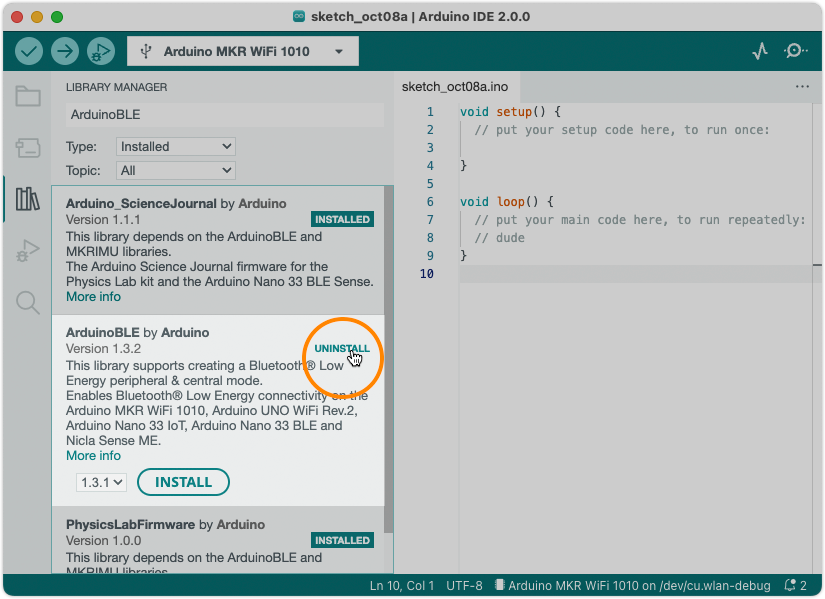 sketch_oct08a | Arduino IDE 2.0.0
Arduino MKR WiFi 1010
LIBRARY MANAGER
ArduinoBLE
Type: Installed
Topic: All
Arduino_ScienceJournal by Arduino
Version 1.1.1 INSTALLED
This library depends on the ArduinoBLE and
MKRIMU libraries.
The Arduino Science Journal firmware for the
Physics Lab kit and the Arduino Nano 33 BLE Sense.
More info
ArduinoBLE by Arduino
Version 1.3.2 UNINSTALL
This library supports creating a Bluetooth® Low
Energy peripheral & central mode.
Enables Bluetooth® Low Energy connectivity on the
Arduino MKR WiFi 1010, Arduino UNO WiFi Rev.2,
Arduino Nano 33 IoT, Arduino Nano 33 BLE and
Nicla Sense ME.
More info
1.3.1 INSTALL
PhysicsLabFirmware by Arduino
Version 1.0.0 INSTALLED
This library depends on the ArduinoBLE and
MKRIMU libraries.
sketch_oct08a.ino
1 void setup() {
2 // put your setup code here, to run once:
3
4 }
5
6 void loop() {
7 // put your main code here, to run repeatedly:
8 // dude
9 }
10
Ln 10, Col 1 UTF-8 Arduino MKR WiFi 1010 on /dev/cu.wlan-debug 2